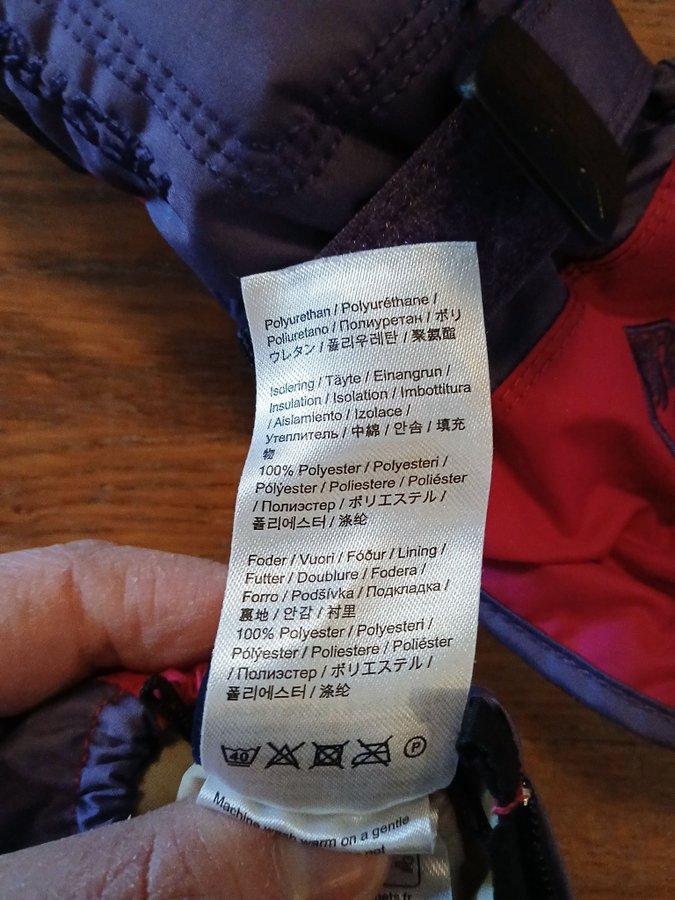 Polyurethan / Polyuréthane /
Poliuretano / Полиуретан / ポリ
ウレタン / 폴리우레탄 / 聚氨酯
Isolering / Täyte / Einangrun /
Insulation / Isolation / Imbottitura
/ Aislamiento / Izolace /
Утеплитель / 中綿 / 안솜 / 填充
物
100% Polyester / Polyesteri /
Pólýester / Poliestere / Poliéster
/ Полиэстер / ポリエステル /
폴리에스터 / 涤纶
Foder / Vuori / Fóður / Lining /
Futter / Doublure / Fodera /
Forro / Podšívka / Подкладка /
裏地 / 안감 / 衬里
100% Polyester / Polyesteri /
Pólýester / Poliestere / Poliéster
/ Полиэстер / ポリエステル /
폴리에스터 / 涤纶
40 P
Machine wash warm on a gentle